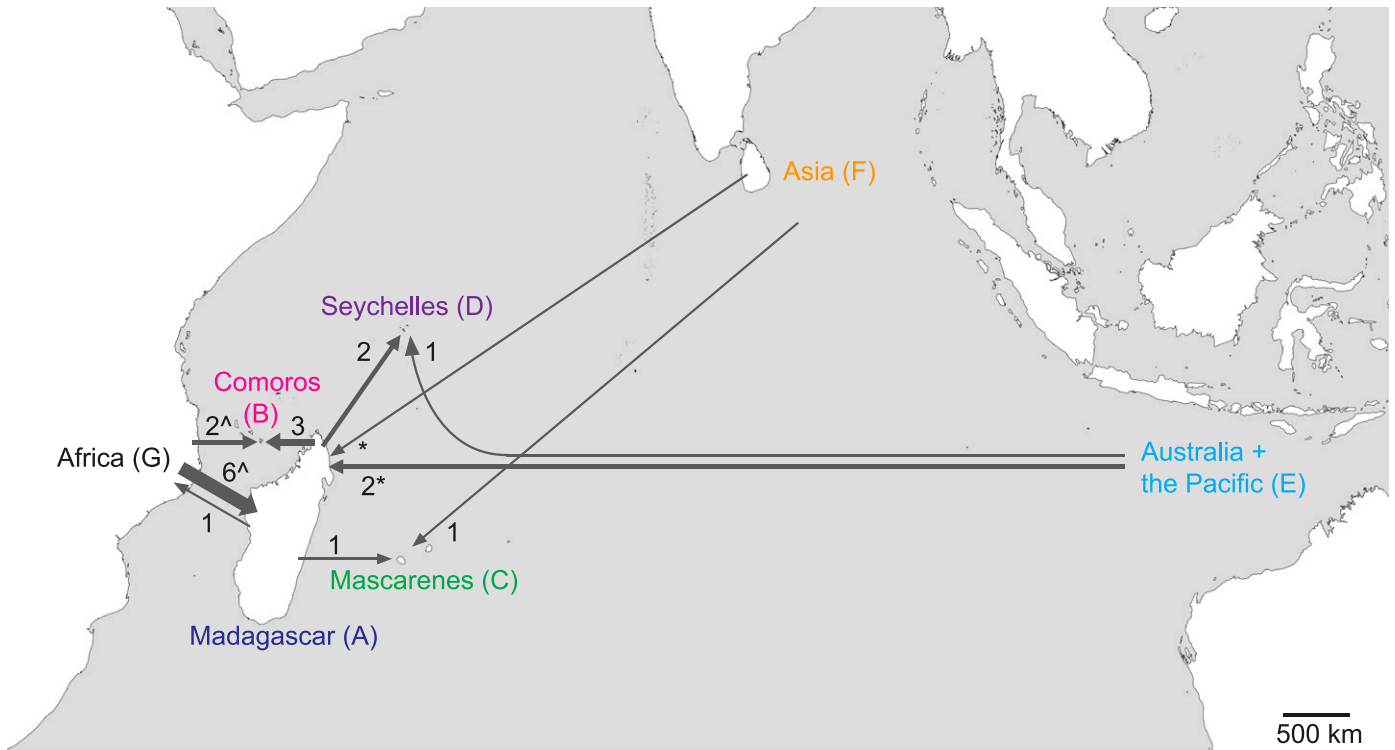 Asia (F)
Seychelles (D)
2
1
Comoros
(B)
2^
3
Africa (G)
6^
*
2*
Australia +
the Pacific (E)
1
1
1
Mascarenes (C)
Madagascar (A)
500 km